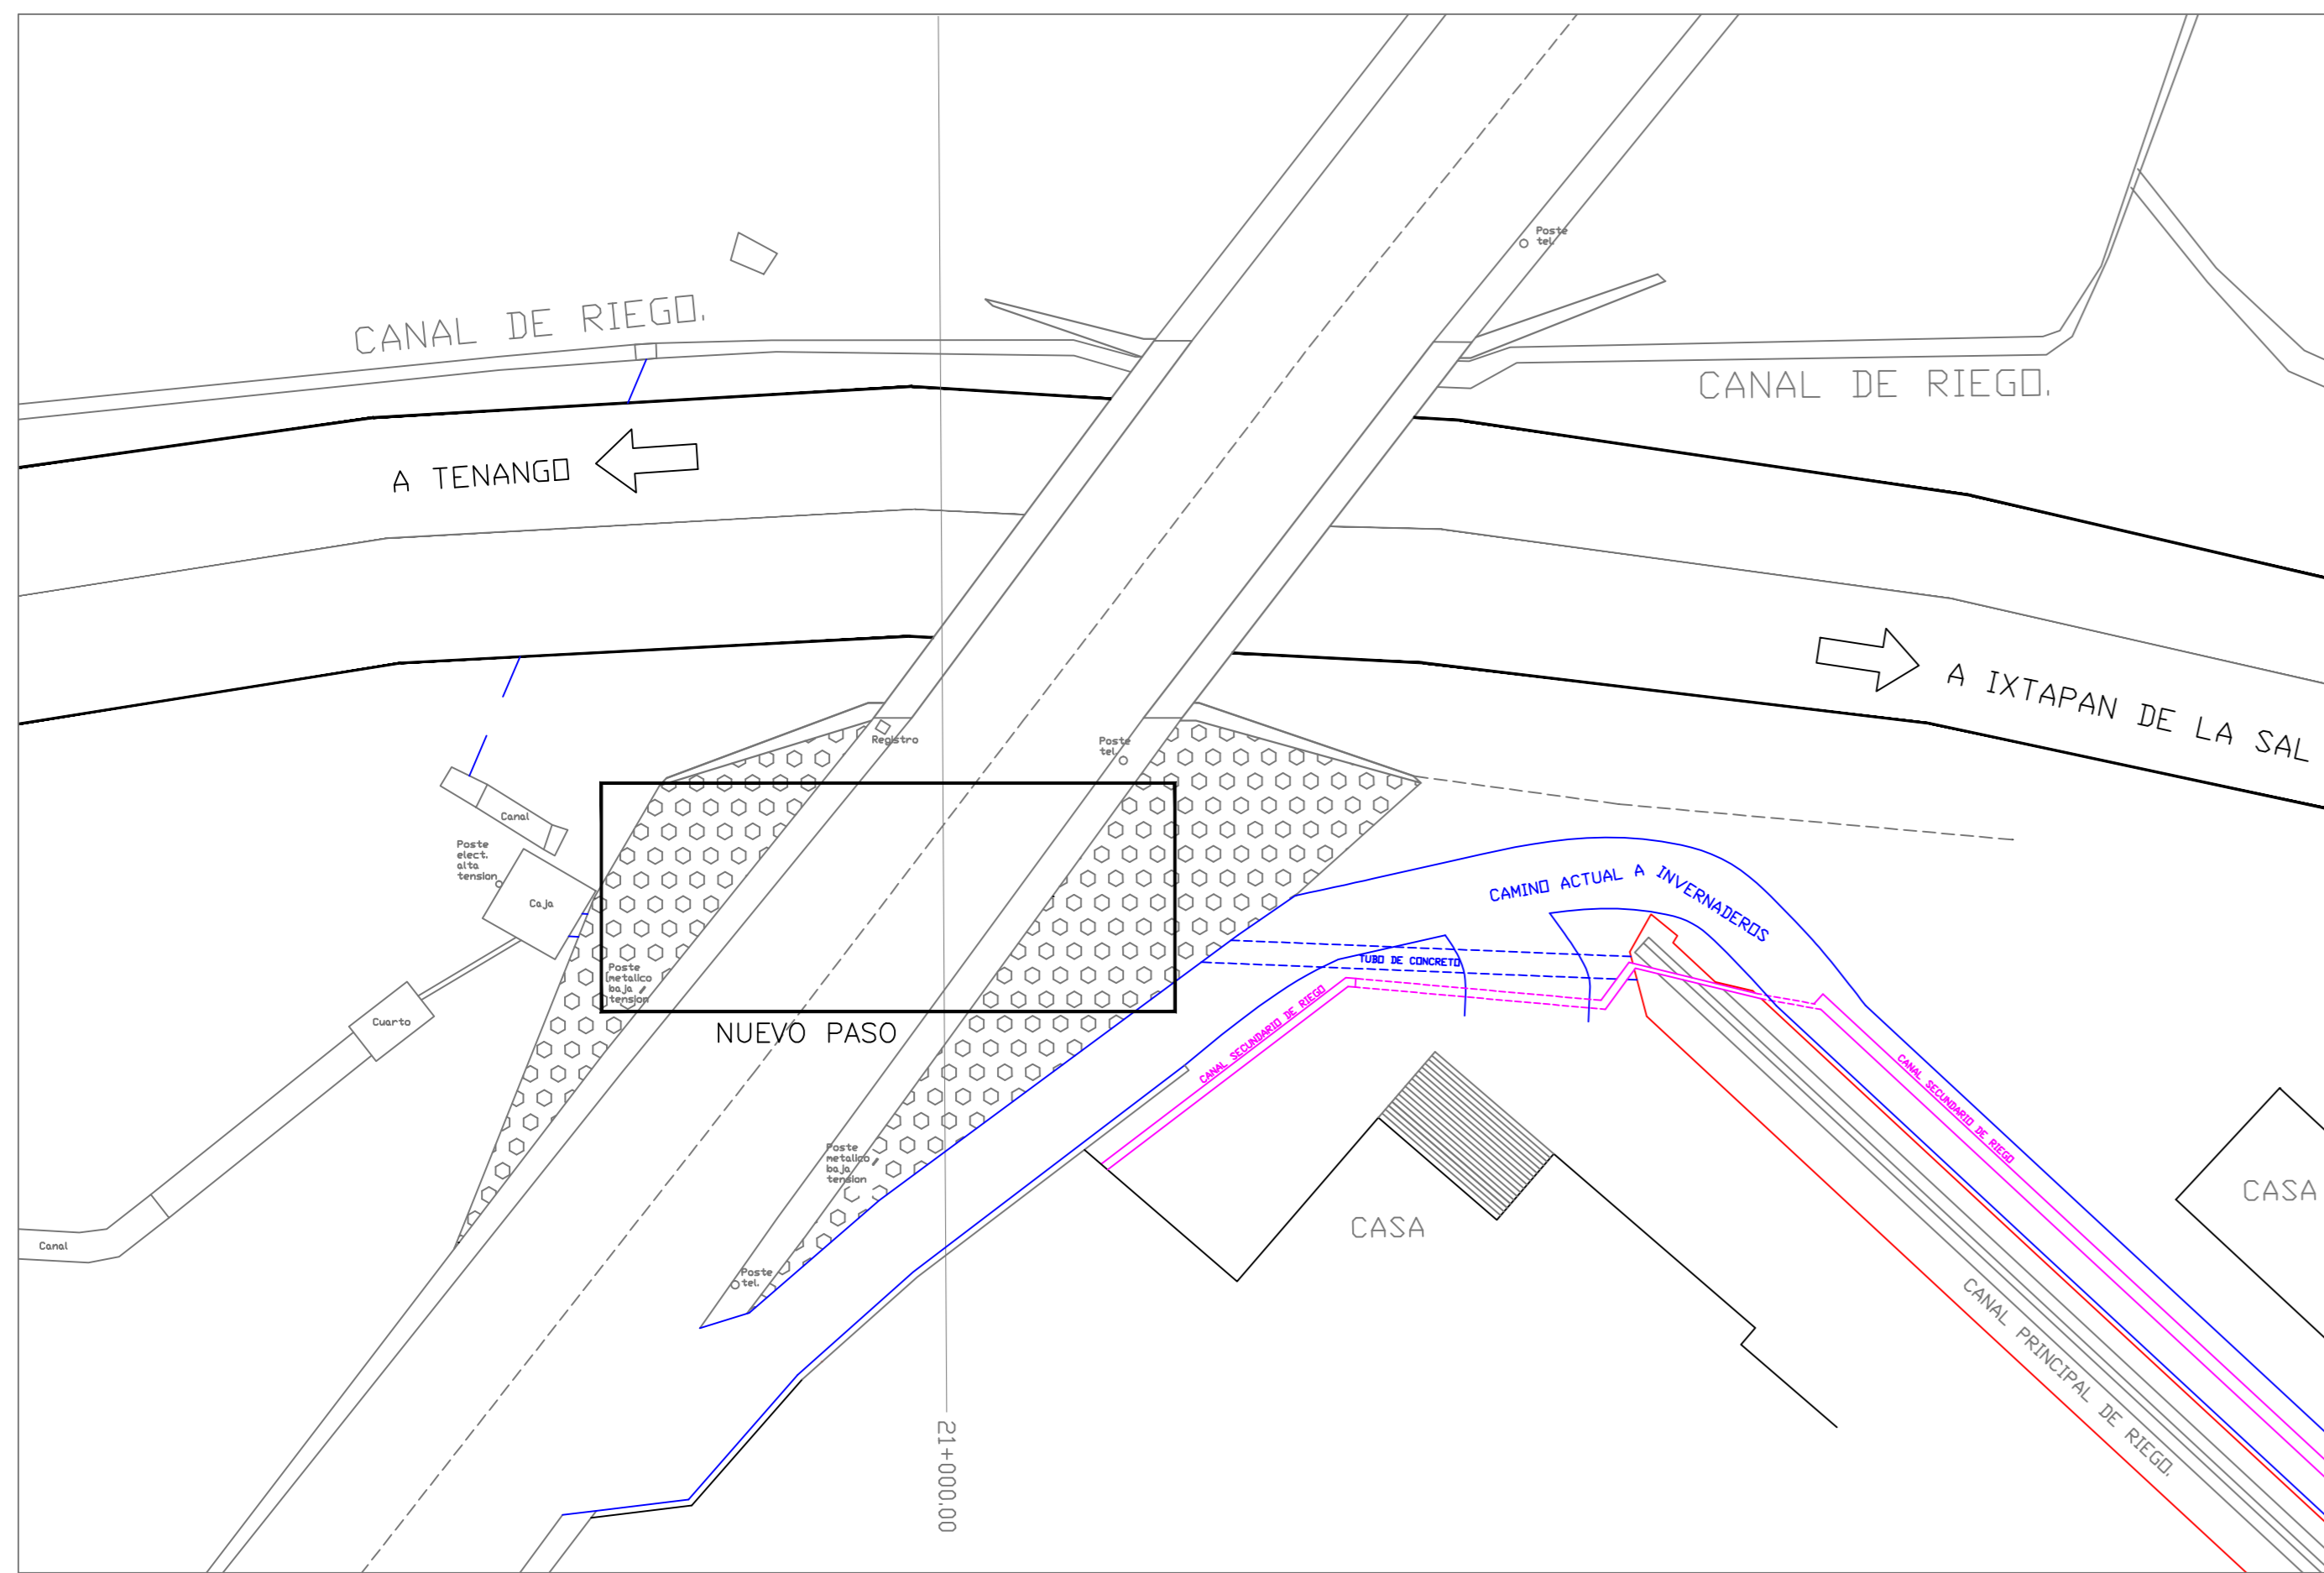 Poste
tel.
CANAL DE RIEGO.
CANAL DE RIEGO.
A TENANGO
A IXTAPAN DE LA SAL
Registro
Poste
tel.
Canal
Poste
elect.
alta
tension
Caja
CAMINO ACTUAL A INVERNADEROS
TUBO DE CONCRETO
Poste
metalico
baja
tension
Cuarto
NUEVO PASO
CANAL SECUNDARIO DE RIEGO
CANAL SECUNDARIO DE RIEGO
Poste
metalico
baja
tension
CASA
CASA
Canal
Poste
tel.
CANAL PRINCIPAL DE RIEGO.
21+000.00